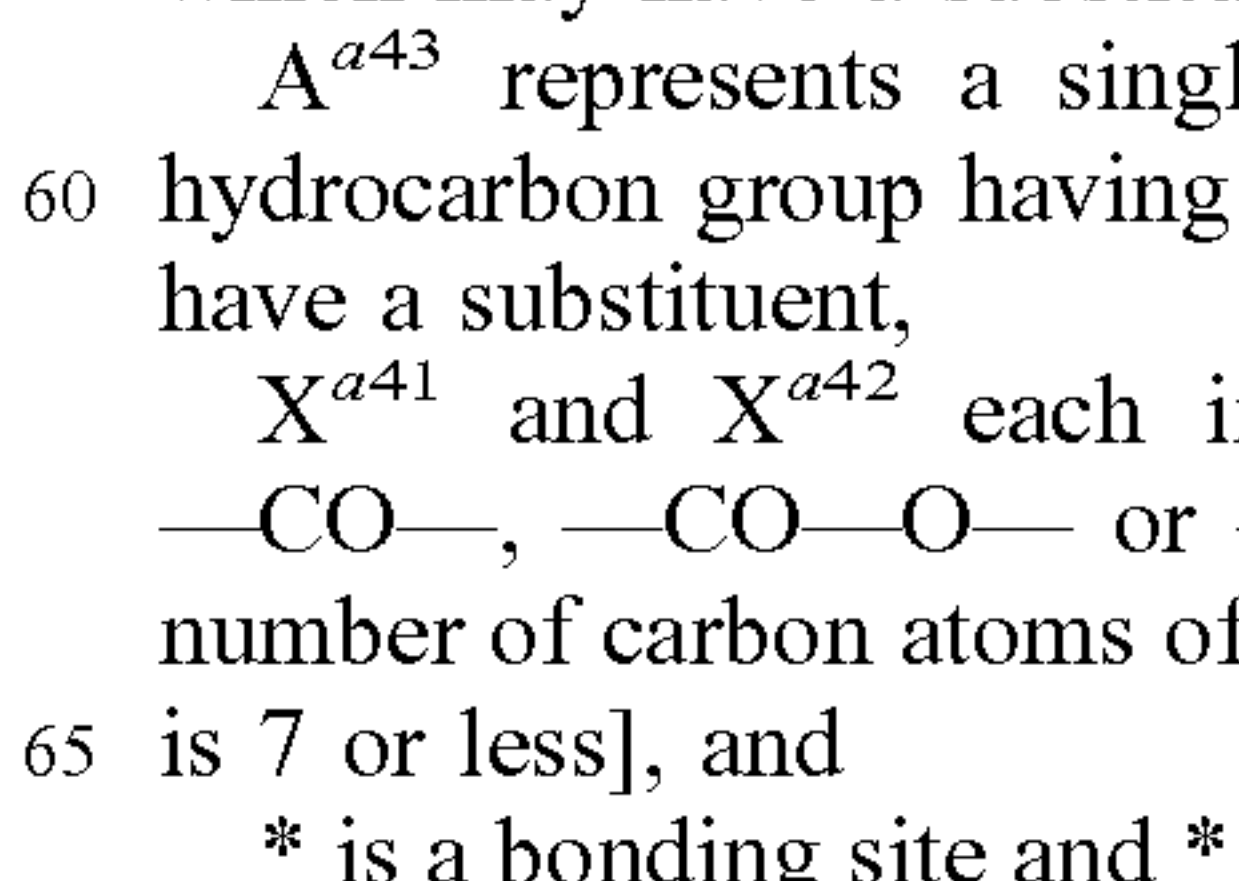 A^a43 represents a
60 hydrocarbon group having
have a substituent,
X^a41 and X^a42 each
—CO—, —CO—O— or
number of carbon atoms of
65 is 7 or less], and
* is a bonding site and *